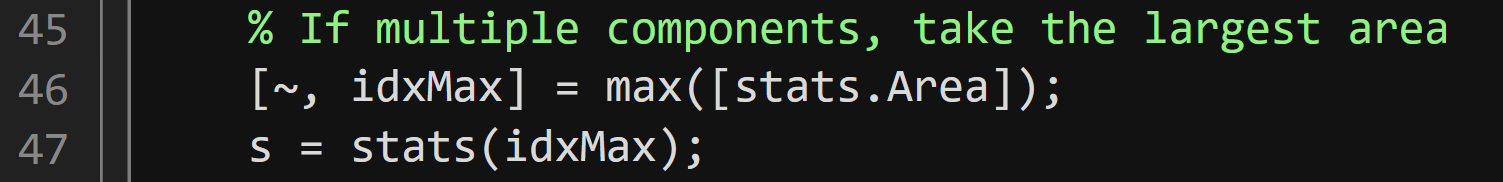 45 % If multiple components, take the largest area
46 [~, idxMax] = max([stats.Area]);
47 s = stats(idxMax);